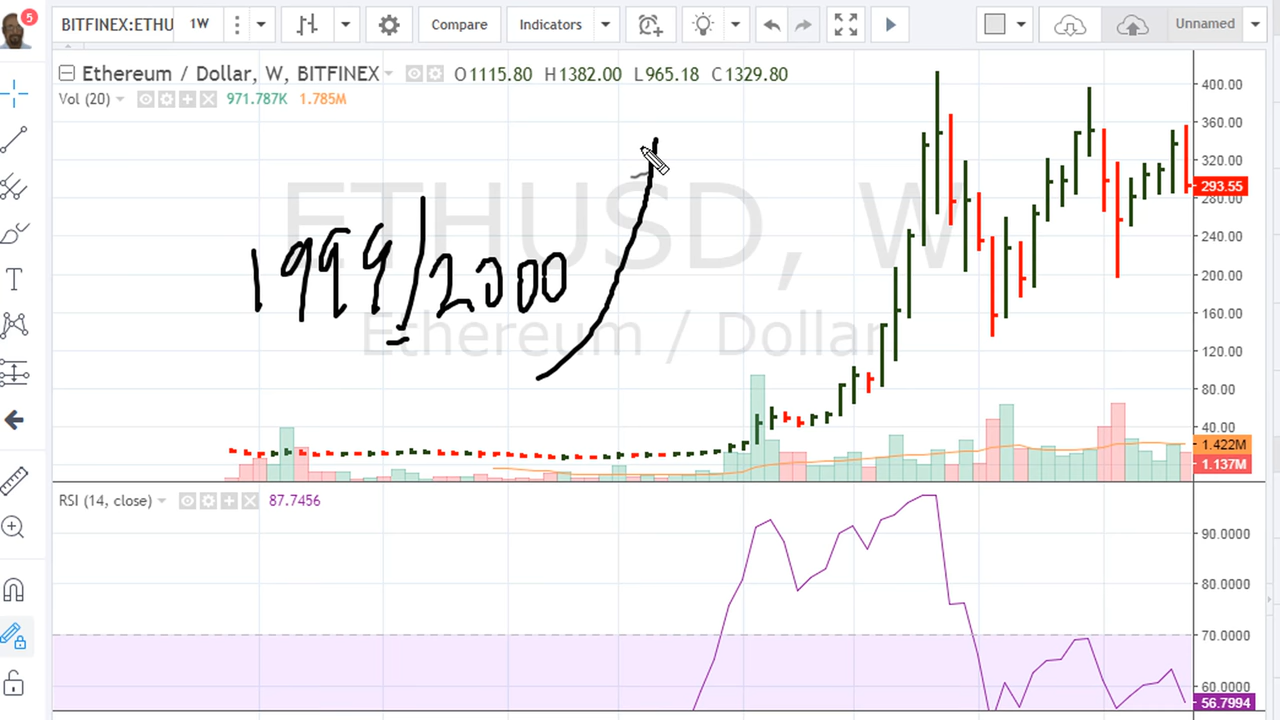 5
BITFINEX:ETHU 1W Compare Indicators Unnamed
Ethereum / Dollar, W, BITFINEX O1115.80 H1382.00 L965.18 C1329.80
Vol (20) 971.787K 1.785M
ETHUSD, W
Ethereum / Dollar
1999/2000
400.00
360.00
320.00
293.55
280.00
240.00
200.00
160.00
120.00
80.00
40.00
1.422M
1.137M
RSI (14, close) 87.7456
90.0000
80.0000
70.0000
60.0000
56.7994
T